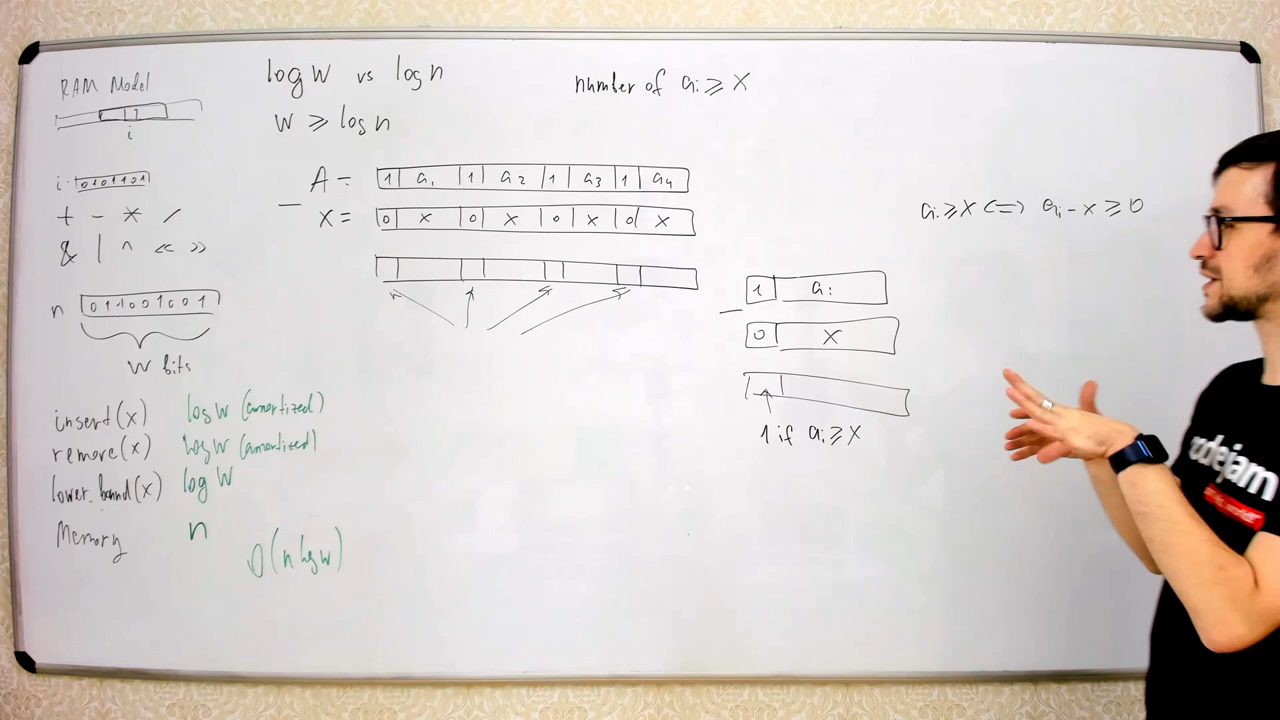 RAM Model
i
i 0101101
+ - * /
& | ^ << >>
n 011001001
W bits
insert(x) log W (amortized)
remove(x) log W (amortized)
lower_bound(x) log W
Memory n
O(n log w)
log W vs log n
W ⩾ log n
number of aᵢ ⩾ X
A = 1 a₁ 1 a₂ 1 a₃ 1 a₄
-
X = 0 x 0 x 0 x 0 x
1 aᵢ
-
0 X
1 if aᵢ ⩾ X
aᵢ ⩾ X <=> aᵢ - x ⩾ 0
codejam